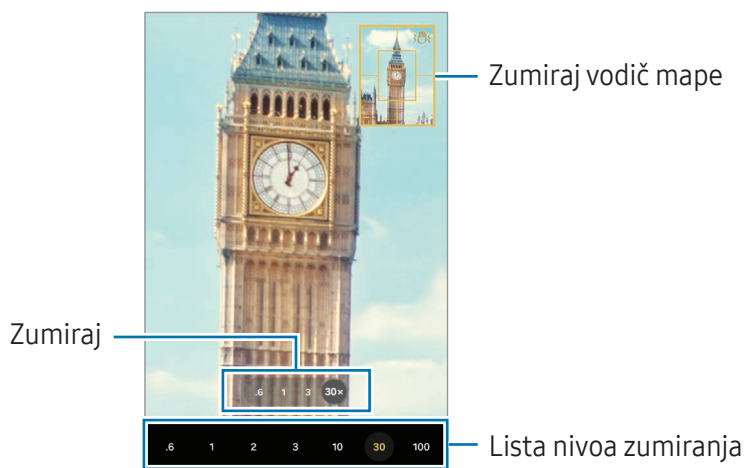 Zumiraj vodič mape
Zumiraj
.6 1 3 30×
.6 1 2 3 10 30 100
Lista nivoa zumiranja